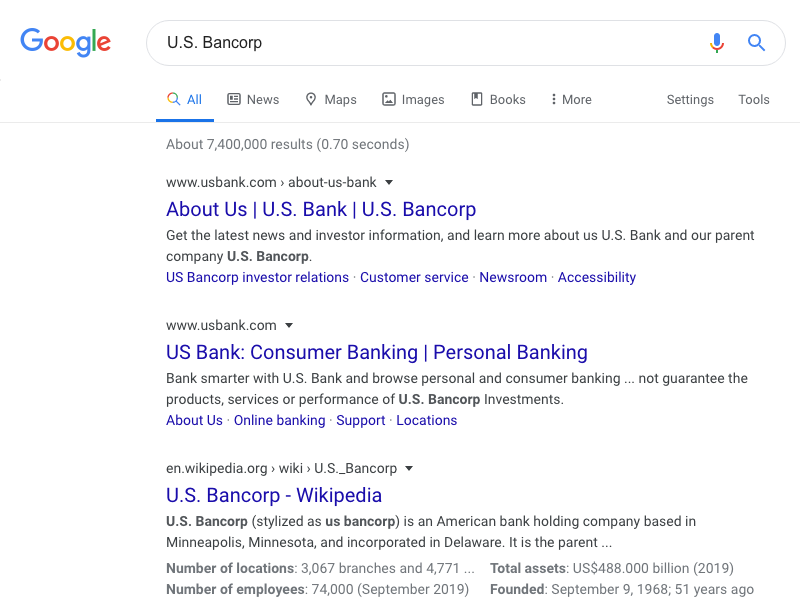 Google
U.S. Bancorp
All News Maps Images Books More Settings Tools
About 7,400,000 results (0.70 seconds)
www.usbank.com › about-us-bank
About Us | U.S. Bank | U.S. Bancorp
Get the latest news and investor information, and learn more about us U.S. Bank and our parent
company U.S. Bancorp.
US Bancorp investor relations · Customer service · Newsroom · Accessibility
www.usbank.com
US Bank: Consumer Banking | Personal Banking
Bank smarter with U.S. Bank and browse personal and consumer banking ... not guarantee the
products, services or performance of U.S. Bancorp Investments.
About Us · Online banking · Support · Locations
en.wikipedia.org › wiki › U.S._Bancorp
U.S. Bancorp - Wikipedia
U.S. Bancorp (stylized as us bancorp) is an American bank holding company based in
Minneapolis, Minnesota, and incorporated in Delaware. It is the parent ...
Number of locations: 3,067 branches and 4,771 ... Total assets: US$488.000 billion (2019)
Number of employees: 74,000 (September 2019) Founded: September 9, 1968; 51 years ago